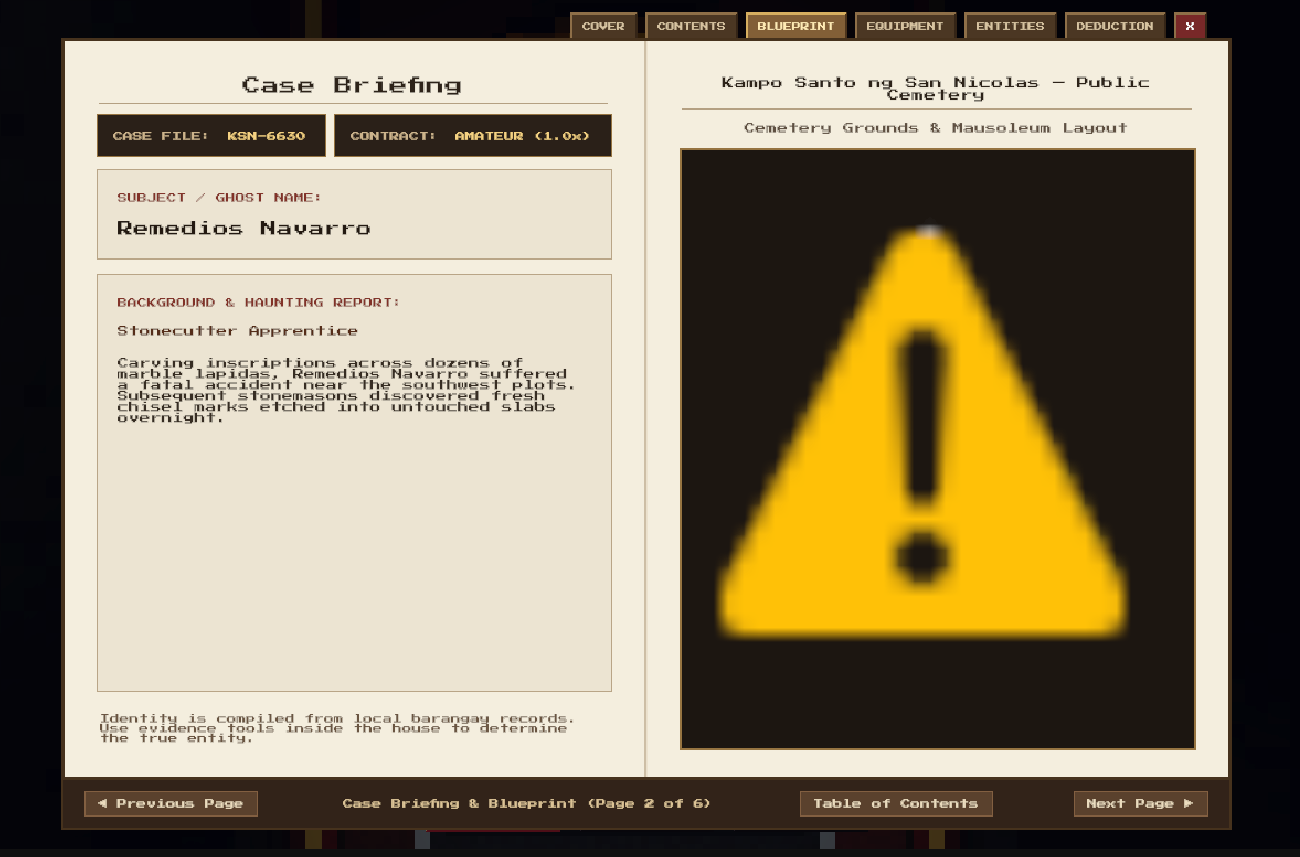 COVER CONTENTS BLUEPRINT EQUIPMENT ENTITIES DEDUCTION X
Case Briefing
CASE FILE: KSN-6630 CONTRACT: AMATEUR (1.0x)
SUBJECT / GHOST NAME:
Remedios Navarro
BACKGROUND & HAUNTING REPORT:
Stonecutter Apprentice
Carving inscriptions across dozens of
marble lapidas, Remedios Navarro suffered
a fatal accident near the southwest plots.
Subsequent stonemasons discovered fresh
chisel marks etched into untouched slabs
overnight.
Identity is compiled from local barangay records.
Use evidence tools inside the house to determine
the true entity.
Kampo Santo ng San Nicolas – Public
Cemetery
Cemetery Grounds & Mausoleum Layout
◀ Previous Page Case Briefing & Blueprint (Page 2 of 6) Table of Contents Next Page ▶